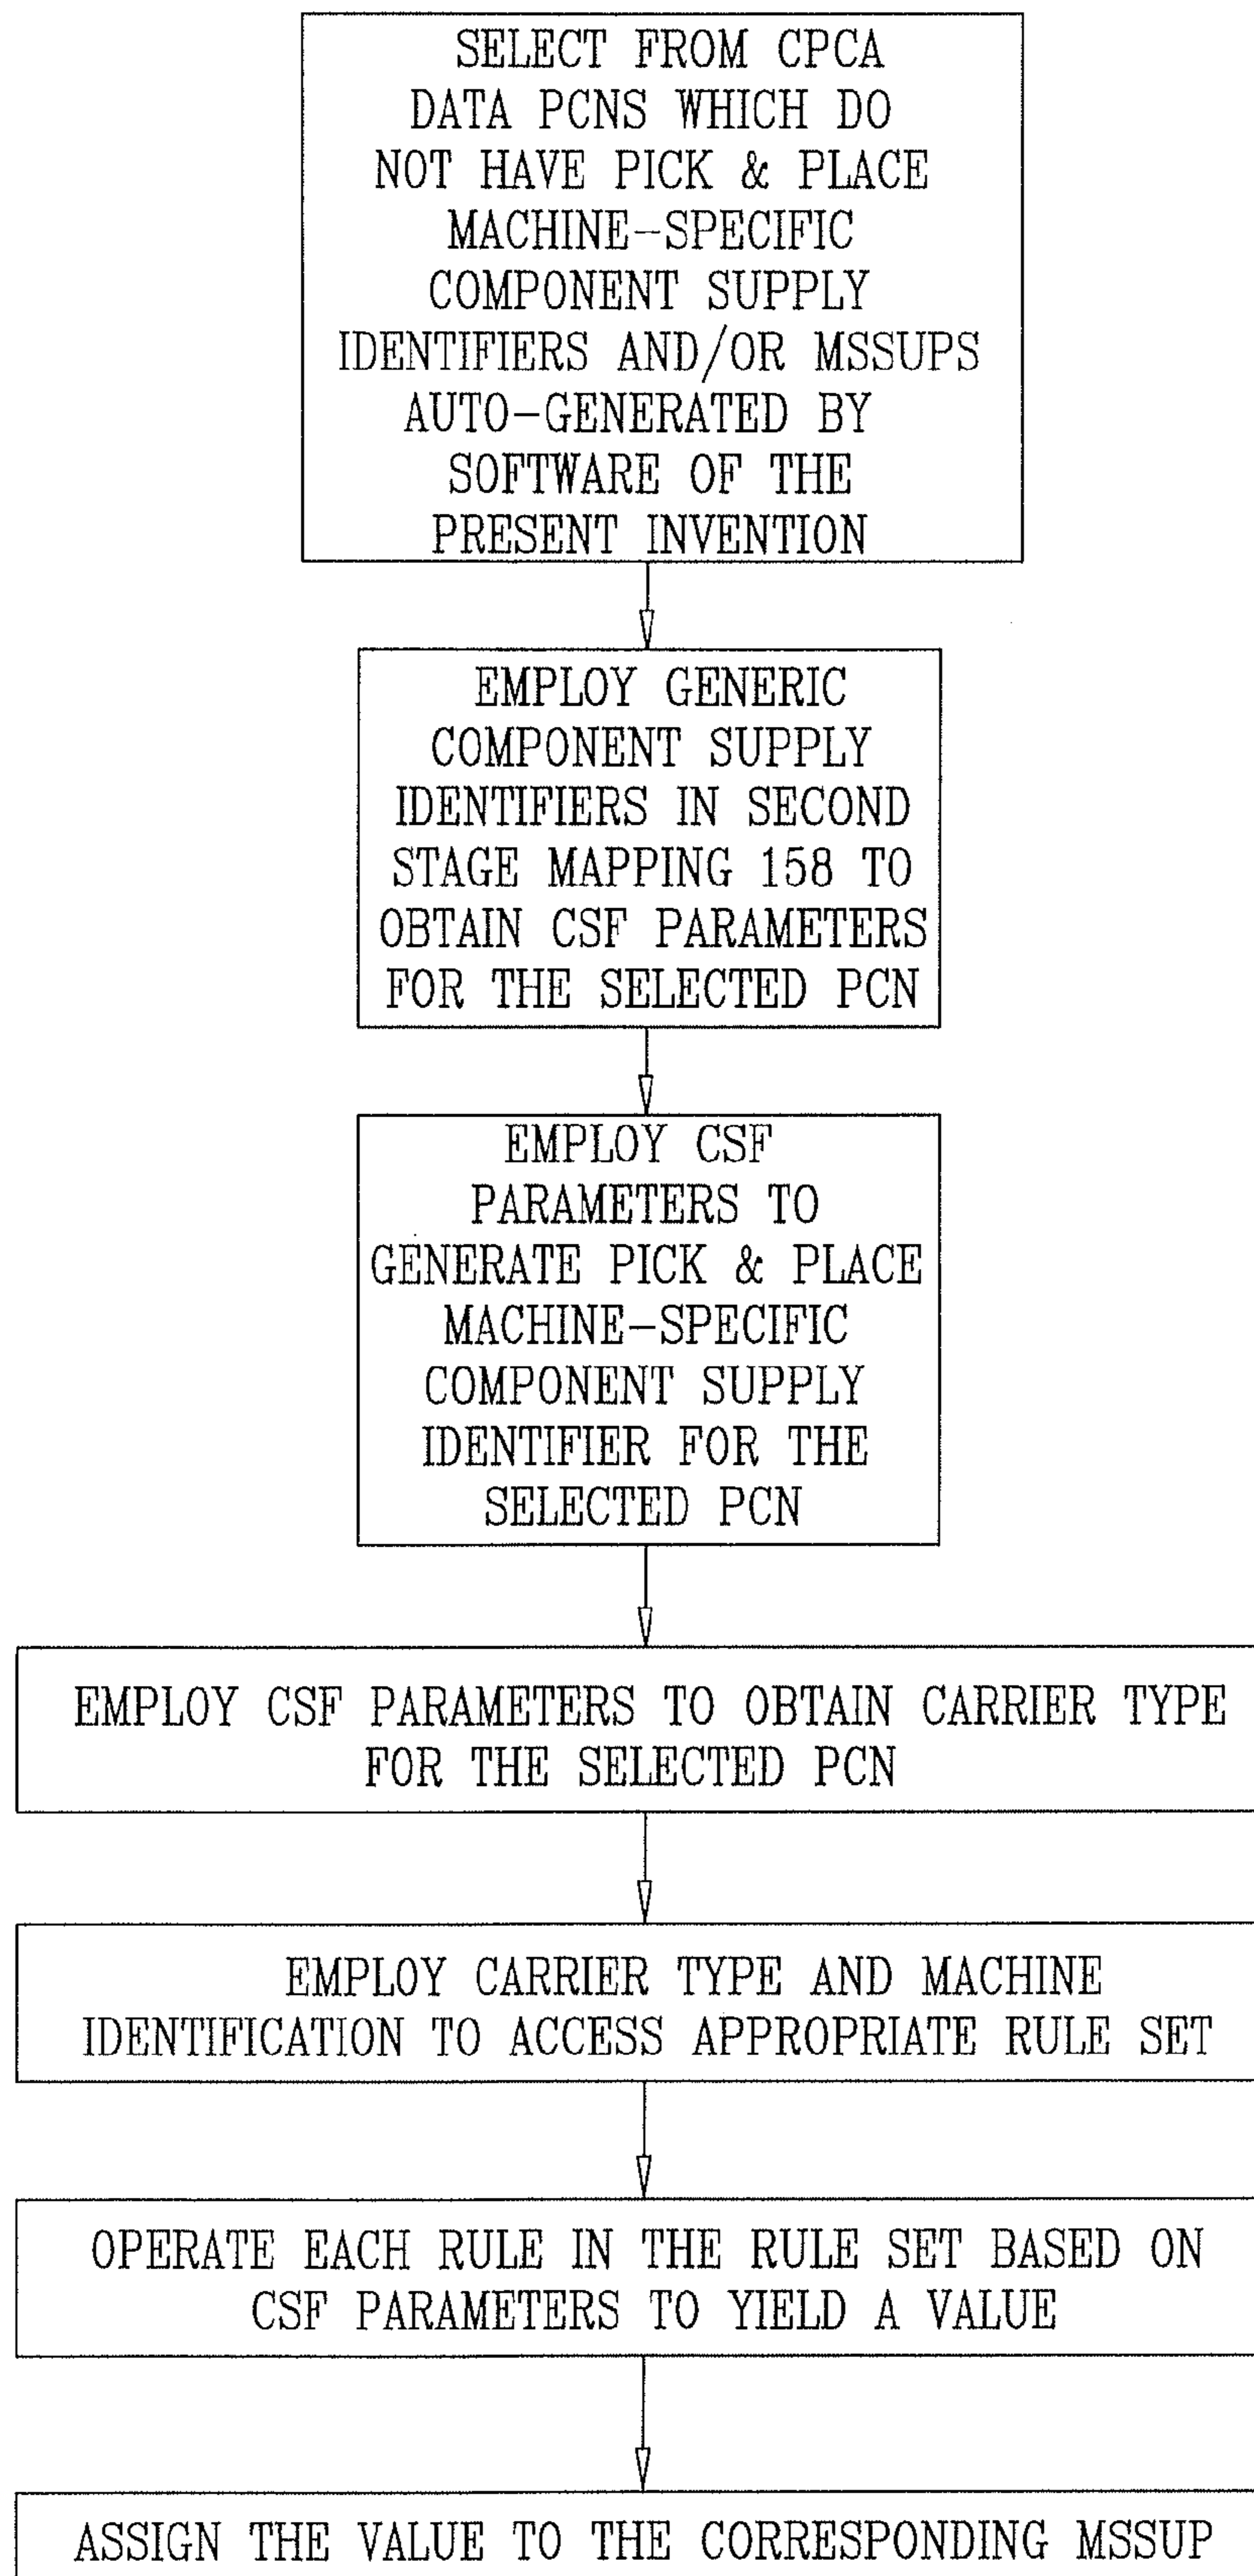 SELECT FROM CPCA
DATA PCNS WHICH DO
NOT HAVE PICK & PLACE
MACHINE-SPECIFIC
COMPONENT SUPPLY
IDENTIFIERS AND/OR MSSUPS
AUTO-GENERATED BY
SOFTWARE OF THE
PRESENT INVENTION
EMPLOY GENERIC
COMPONENT SUPPLY
IDENTIFIERS IN SECOND
STAGE MAPPING 158 TO
OBTAIN CSF PARAMETERS
FOR THE SELECTED PCN
EMPLOY CSF
PARAMETERS TO
GENERATE PICK & PLACE
MACHINE-SPECIFIC
COMPONENT SUPPLY
IDENTIFIER FOR THE
SELECTED PCN
EMPLOY CSF PARAMETERS TO OBTAIN CARRIER TYPE
FOR THE SELECTED PCN
EMPLOY CARRIER TYPE AND MACHINE
IDENTIFICATION TO ACCESS APPROPRIATE RULE SET
OPERATE EACH RULE IN THE RULE SET BASED ON
CSF PARAMETERS TO YIELD A VALUE
ASSIGN THE VALUE TO THE CORRESPONDING MSSUP